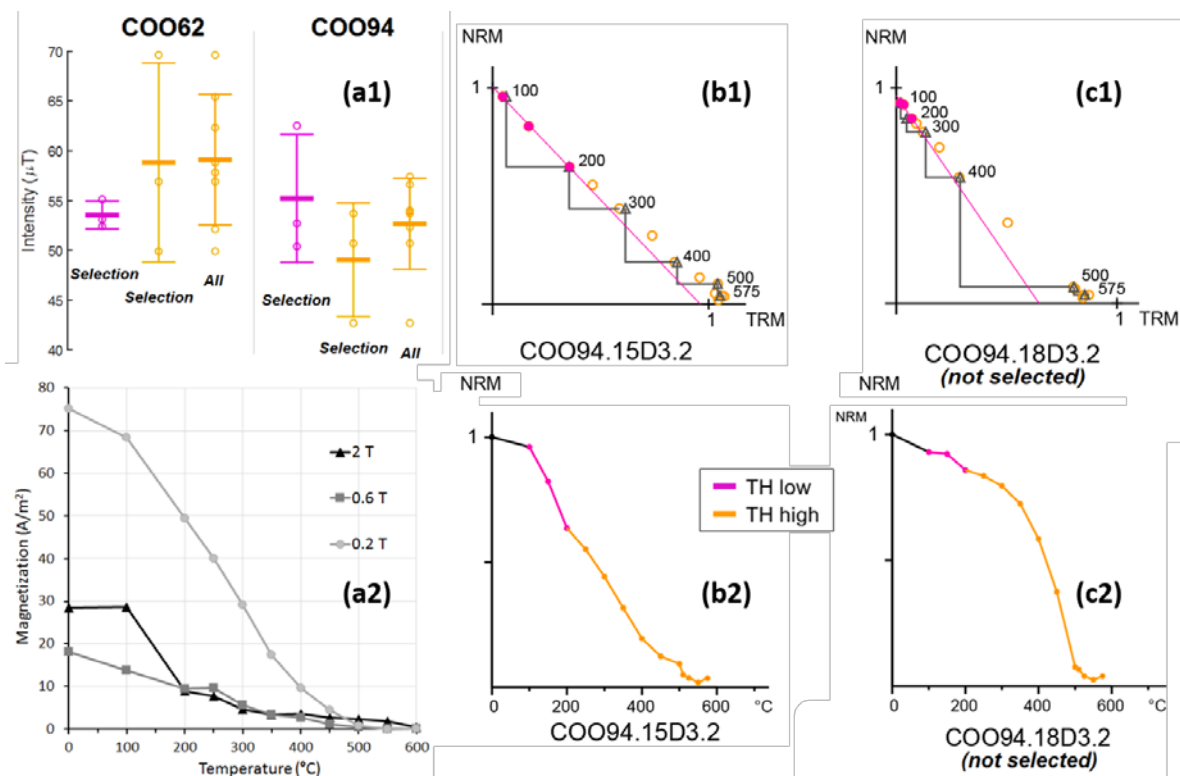 COO62
COO94
(a1)
Intensity (μT)
70
65
60
55
50
45
40
Selection
Selection
All
Selection
All
NRM
(b1)
1
100
200
300
400
500
575
1
TRM
COO94.15D3.2
NRM
(c1)
1
100
200
300
400
500
575
1
TRM
COO94.18D3.2
(not selected)
Magnetization (A/m²)
80
70
60
50
40
30
20
10
0
2 T
0.6 T
0.2 T
(a2)
0
100
200
300
400
500
600
Temperature (°C)
NRM
1
TH low
TH high
(b2)
0
200
400
600
°C
COO94.15D3.2
NRM
NRM
1
(c2)
0
200
400
600
°C
COO94.18D3.2
(not selected)